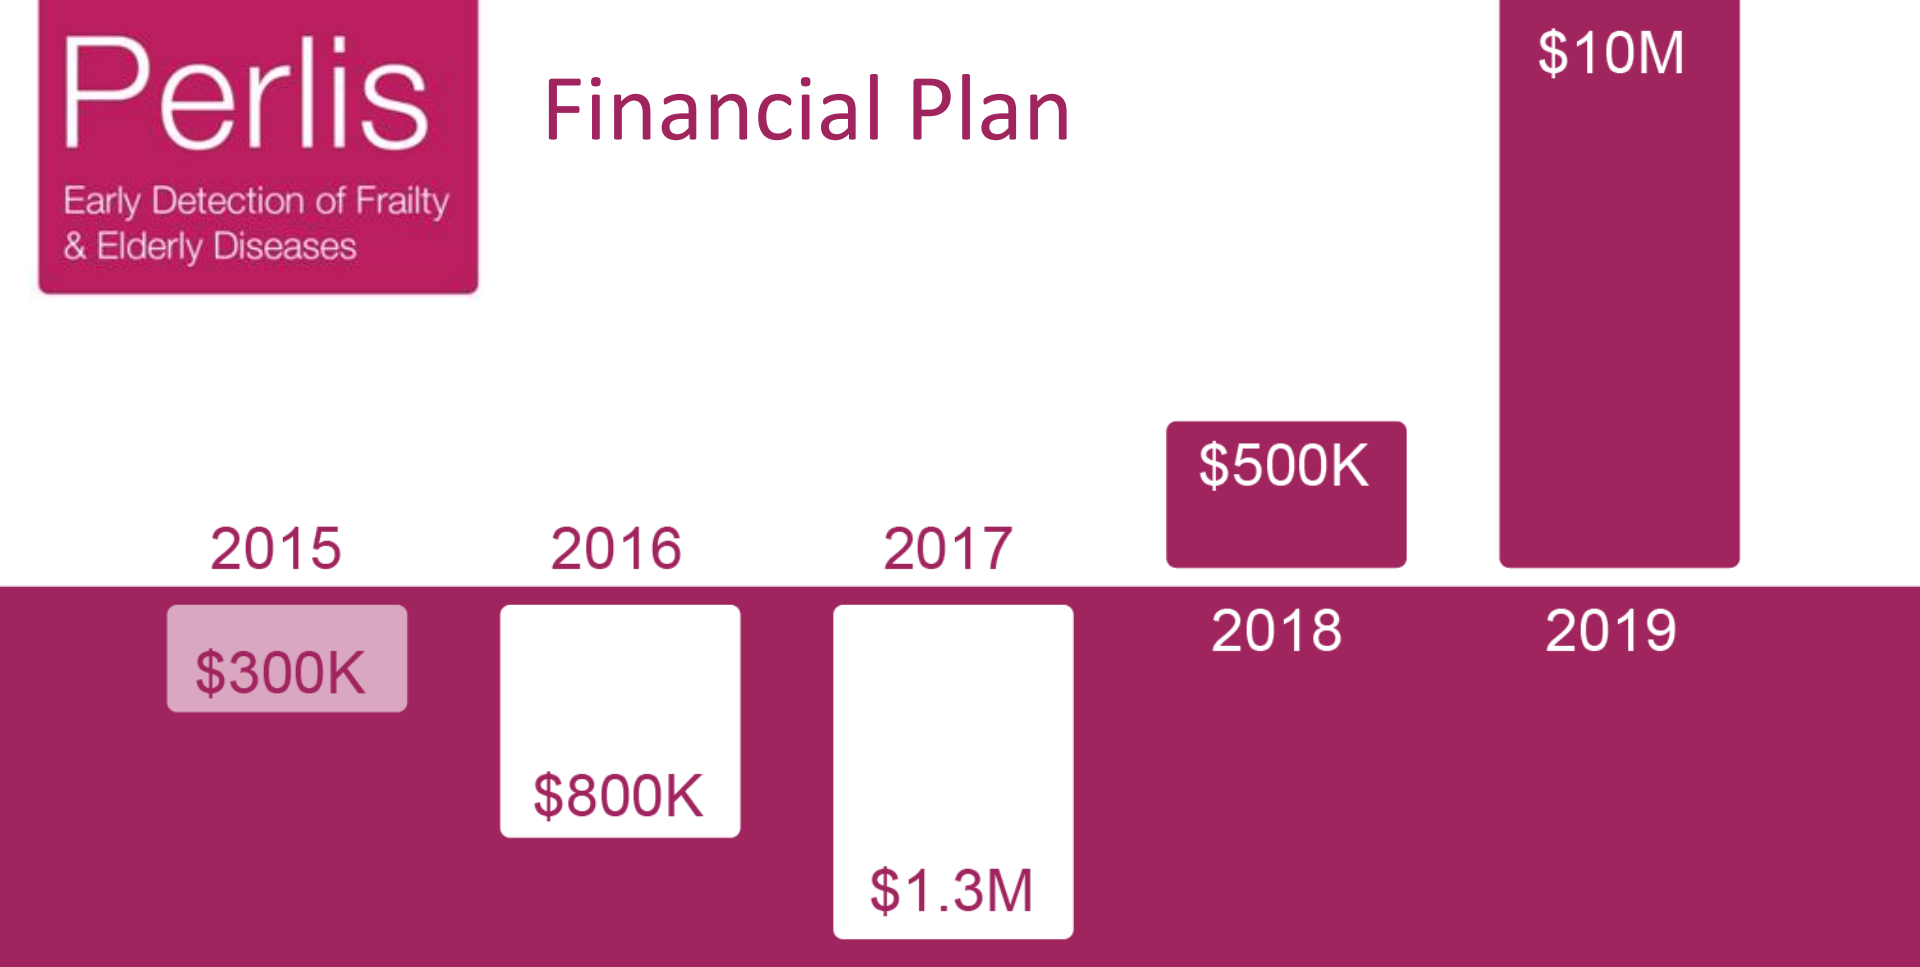 Perlis
Early Detection of Frailty
& Elderly Diseases
Financial Plan
$10M
$500K
2015
2016
2017
2018
2019
$300K
$800K
$1.3M